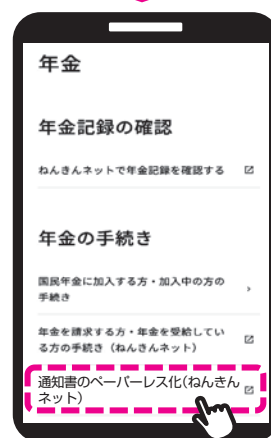 年金
年金記録の確認
ねんきんネットで年金記録を確認する
年金の手続き
国民年金に加入する方・加入中の方の
手続き
年金を請求する方・年金を受給してい
る方の手続き（ねんきんネット）
通知書のペーパーレス化（ねんきん
ネット）